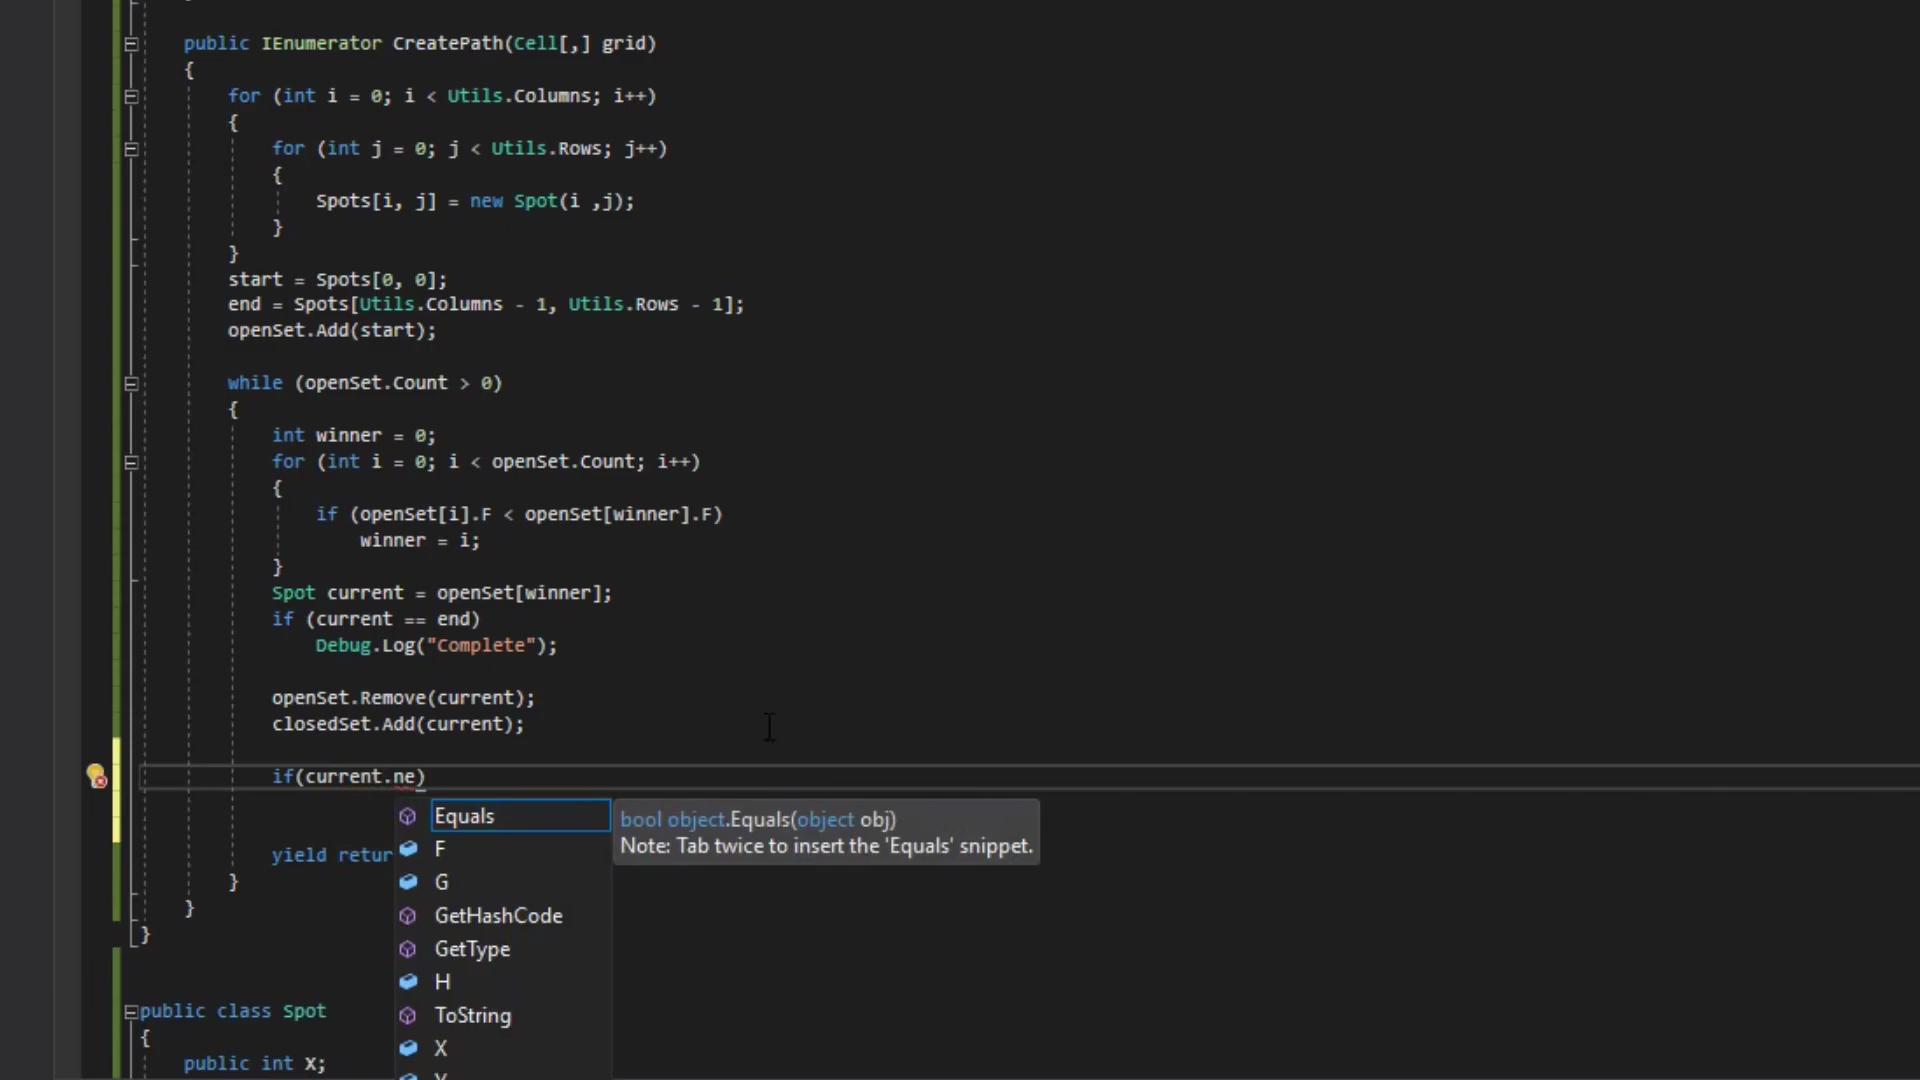 public IEnumerator CreatePath(Cell[,] grid)
{
for (int i = 0; i < Utils.Columns; i++)
{
for (int j = 0; j < Utils.Rows; j++)
{
Spots[i, j] = new Spot(i ,j);
}
}
start = Spots[0, 0];
end = Spots[Utils.Columns - 1, Utils.Rows - 1];
openSet.Add(start);
while (openSet.Count > 0)
{
int winner = 0;
for (int i = 0; i < openSet.Count; i++)
{
if (openSet[i].F < openSet[winner].F)
winner = i;
}
Spot current = openSet[winner];
if (current == end)
Debug.Log("Complete");
openSet.Remove(current);
closedSet.Add(current);
if(current.ne)
Equals
bool object.Equals(object obj)
Note: Tab twice to insert the 'Equals' snippet.
F
yield retur
G
}
}
GetHashCode
}
GetType
H
public class Spot
ToString
{
X
public int X;